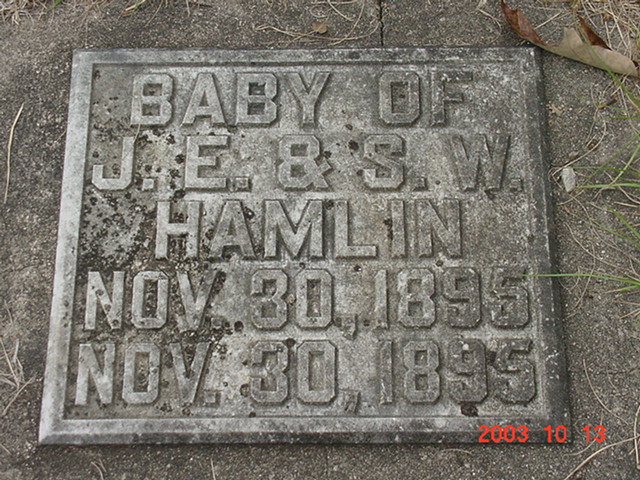 BABY OF
J. E. & S. W.
HAMLIN
NOV. 30, 1895
NOV. 30, 1895
2003 10 13